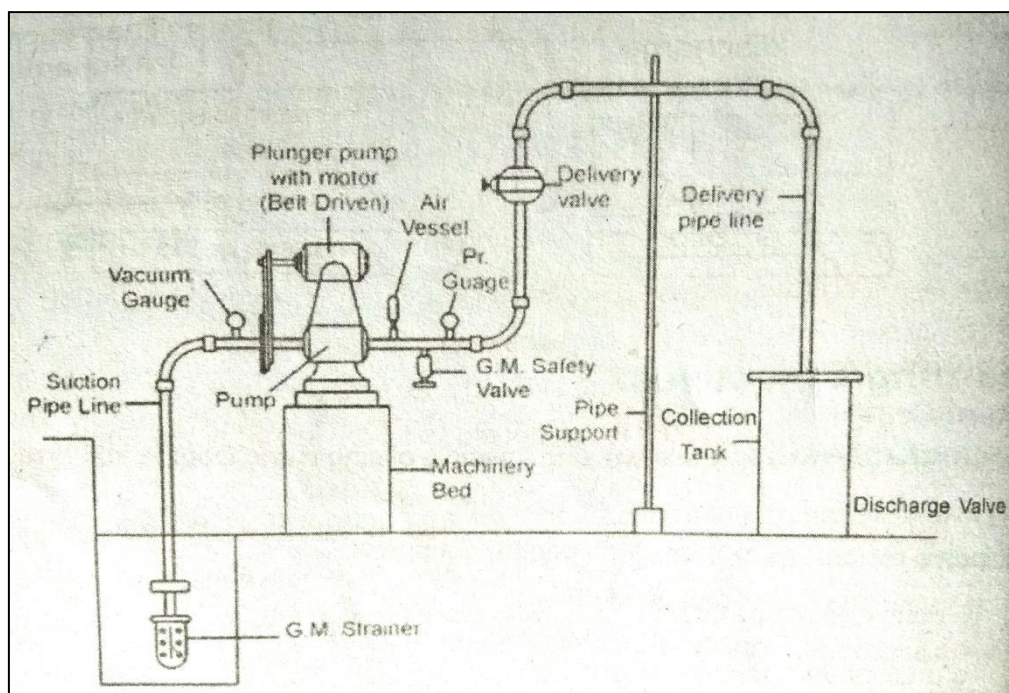 Plunger pump
with motor
(Belt Driven)
Air
Vessel
Delivery
valve
Delivery
pipe line
Vacuum
Gauge
Pr.
Guage
Suction
Pipe Line
Pump
G.M. Safety
Valve
Pipe
Support
Collection
Tank
Machinery
Bed
Discharge Valve
G.M. Strainer